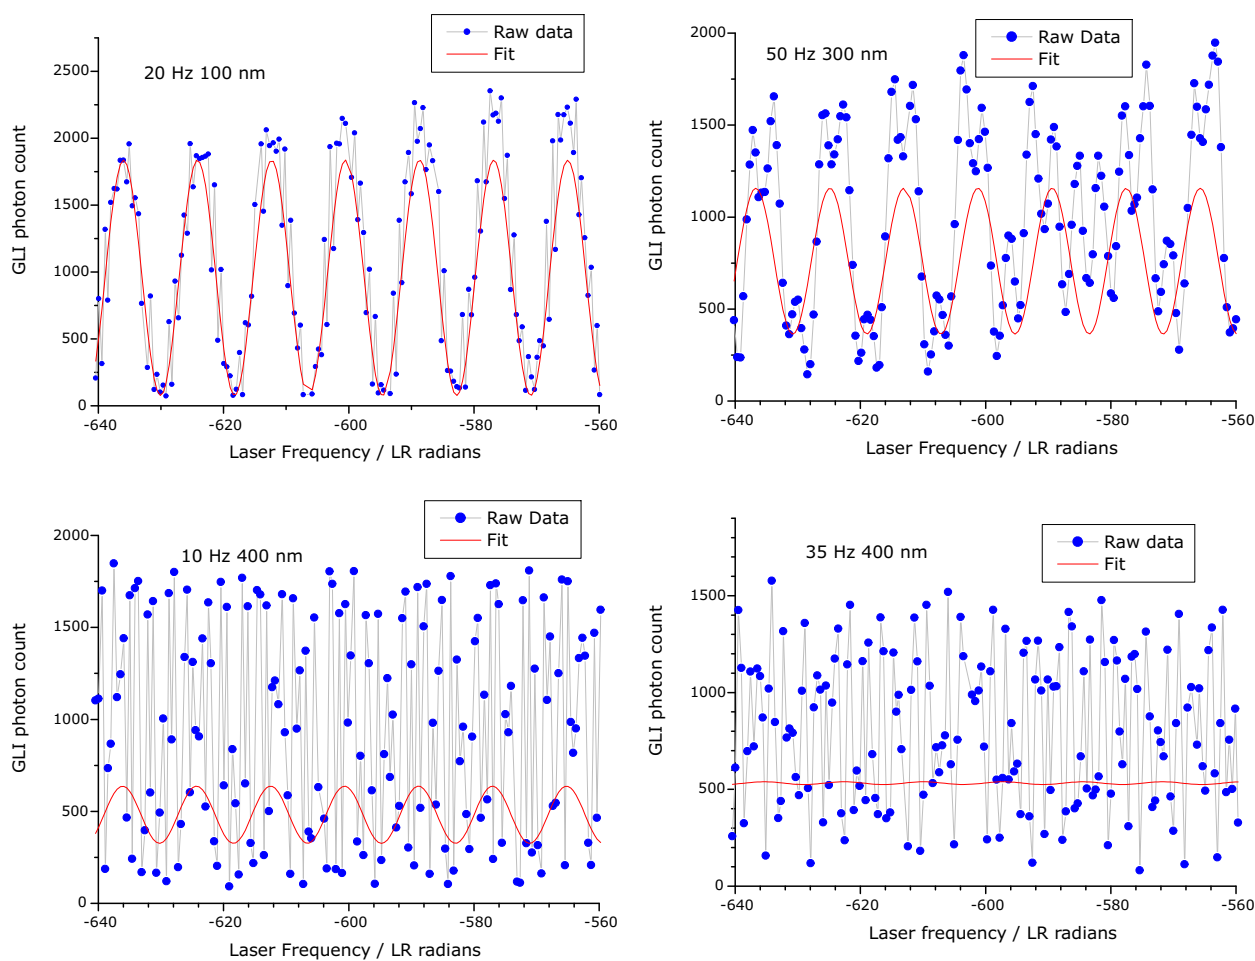 Raw data
Fit
20 Hz 100 nm
GLI photon count
2500
2000
1500
1000
500
0
-640
-620
-600
-580
-560
Laser Frequency / LR radians
Raw Data
Fit
50 Hz 300 nm
GLI photon count
2000
1500
1000
500
0
-640
-620
-600
-580
-560
Laser Frequency / LR radians
Raw Data
Fit
10 Hz 400 nm
GLI photon count
2000
1500
1000
500
0
-640
-620
-600
-580
-560
Laser Frequency / LR radians
Raw data
Fit
35 Hz 400 nm
GLI photon count
1500
1000
500
0
-640
-620
-600
-580
-560
Laser frequency / LR radians